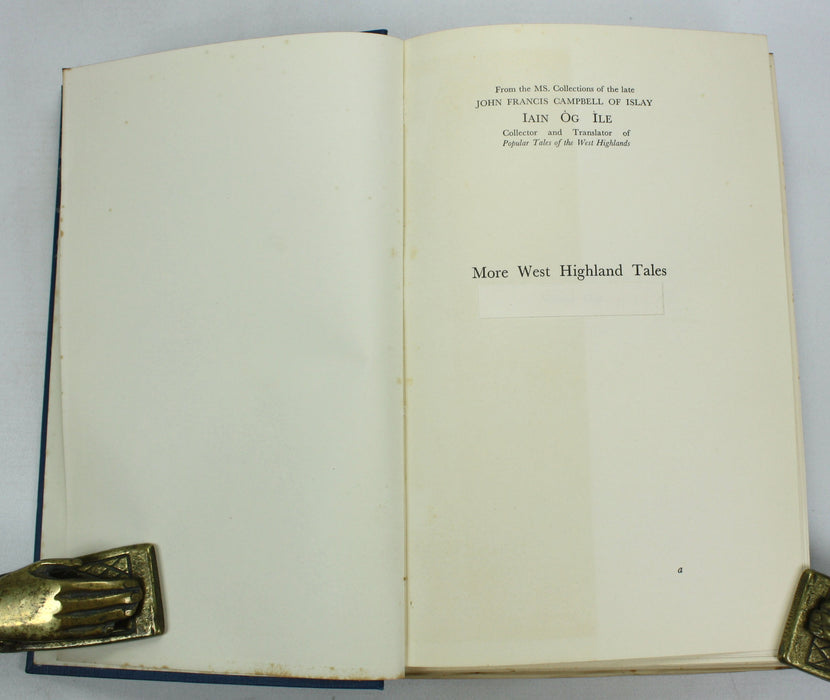 From the MS. Collections of the late
JOHN FRANCIS CAMPBELL OF ISLAY
IAIN ÒG ÌLE
Collector and Translator of
Popular Tales of the West Highlands
More West Highland Tales
a